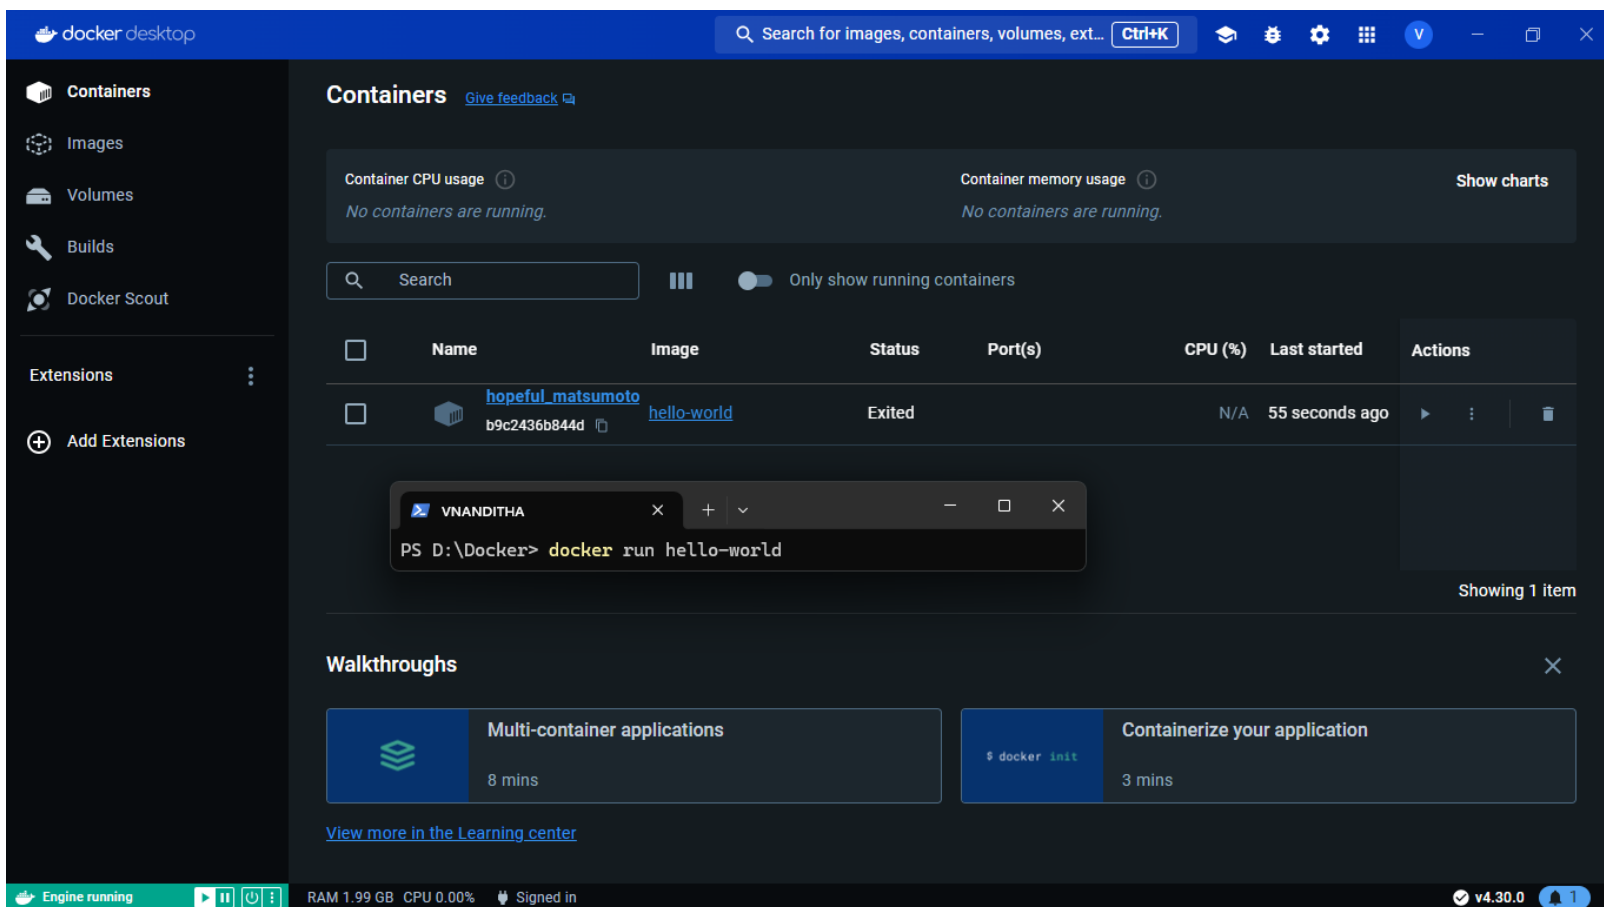 docker desktop
Search for images, containers, volumes, ext... Ctrl+K
V
Containers
Images
Volumes
Builds
Docker Scout
Extensions
Add Extensions
Containers Give feedback
Container CPU usage
No containers are running.
Container memory usage
No containers are running.
Show charts
Search
Only show running containers
Name Image Status Port(s) CPU (%) Last started Actions
hopeful_matsumoto
b9c2436b844d
hello-world Exited N/A 55 seconds ago
VNANDITHA
PS D:\Docker> docker run hello-world
Showing 1 item
Walkthroughs
Multi-container applications
8 mins
$ docker init
Containerize your application
3 mins
View more in the Learning center
Engine running RAM 1.99 GB CPU 0.00% Signed in v4.30.0 1